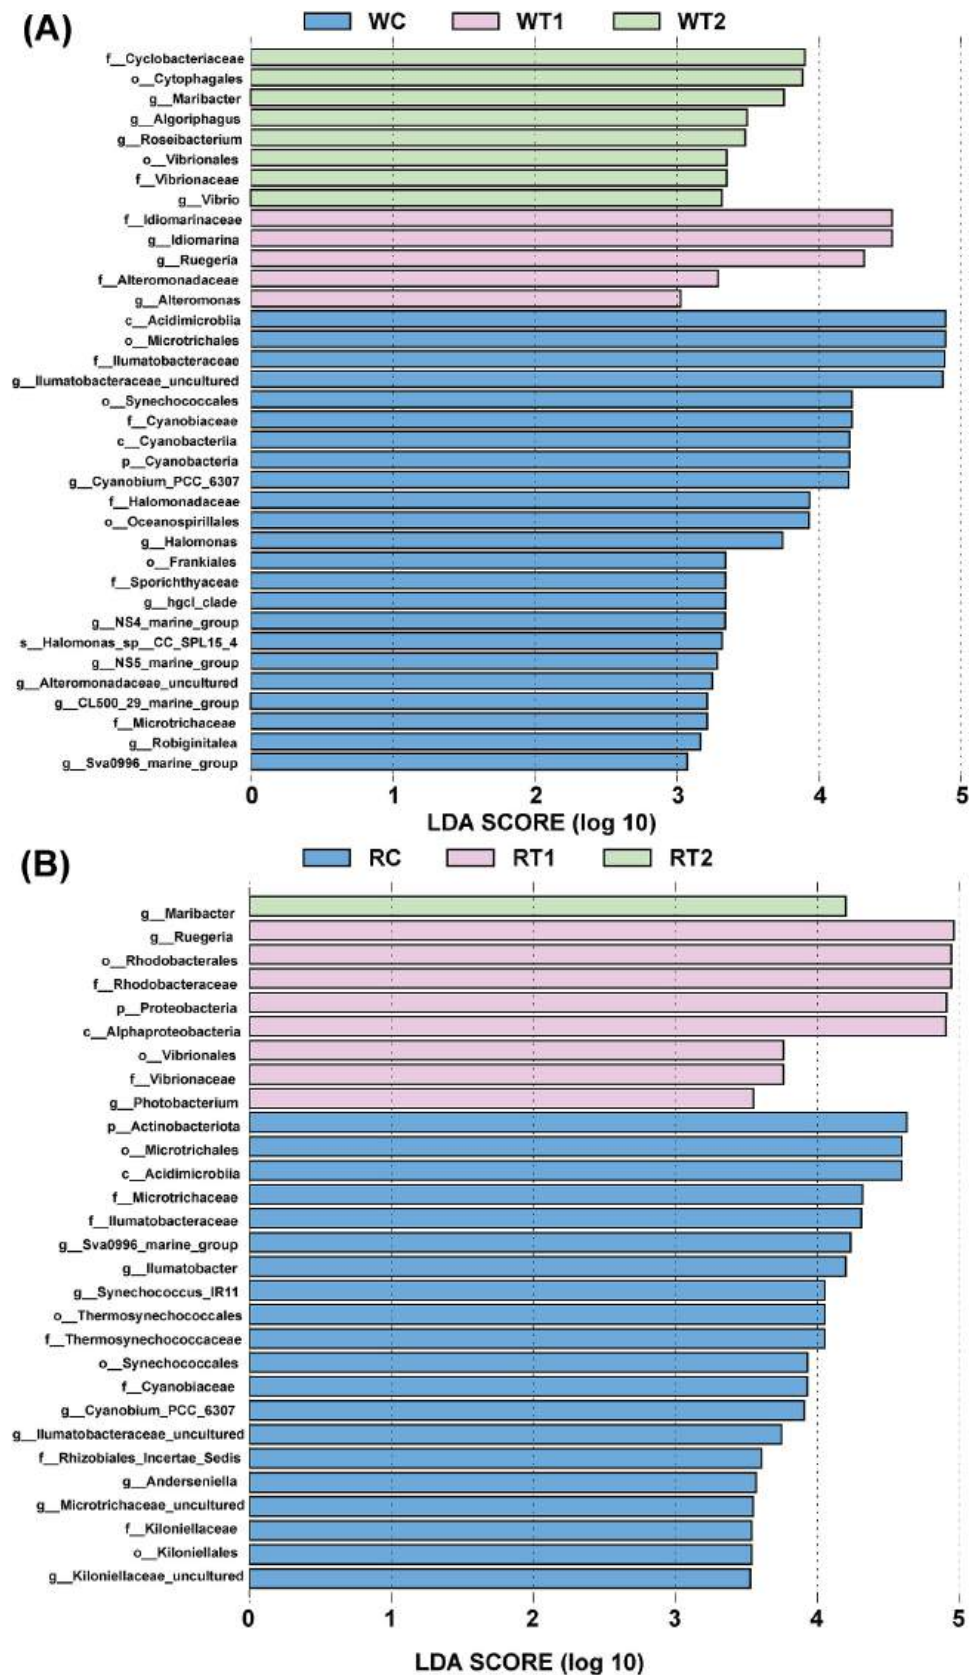 (A)
WC WT1 WT2
f__Cyclobacteriaceae
o__Cytophagales
g__Maribacter
g__Algoriphagus
g__Roseibacterium
o__Vibrionales
f__Vibrionaceae
g__Vibrio
f__Idiomarinaceae
g__Idiomarina
g__Ruegeria
f__Alteromonadaceae
g__Alteromonas
c__Acidimicrobiia
o__Microtrichales
f__Ilumatobacteraceae
g__Ilumatobacteraceae_uncultured
o__Synechococcales
f__Cyanobiaceae
c__Cyanobacteriia
p__Cyanobacteria
g__Cyanobium_PCC_6307
f__Halomonadaceae
o__Oceanospirillales
g__Halomonas
o__Frankiales
f__Sporichthyaceae
g__hgcI_clade
g__NS4_marine_group
s__Halomonas_sp__CC_SPL15_4
g__NS5_marine_group
g__Alteromonadaceae_uncultured
g__CL500_29_marine_group
f__Microtrichaceae
g__Robiginitalea
g__Sva0996_marine_group
0 1 2 3 4 5
LDA SCORE (log 10)
(B)
RC RT1 RT2
g__Maribacter
g__Ruegeria
o__Rhodobacterales
f__Rhodobacteraceae
p__Proteobacteria
c__Alphaproteobacteria
o__Vibrionales
f__Vibrionaceae
g__Photobacterium
p__Actinobacteriota
o__Microtrichales
c__Acidimicrobiia
f__Microtrichaceae
f__Ilumatobacteraceae
g__Sva0996_marine_group
g__Ilumatobacter
g__Synechococcus_IR11
o__Thermosynechococcales
f__Thermosynechococcaceae
o__Synechococcales
f__Cyanobiaceae
g__Cyanobium_PCC_6307
g__Ilumatobacteraceae_uncultured
f__Rhizobiales_Incertae_Sedis
g__Anderseniella
g__Microtrichaceae_uncultured
f__Kiloniellaceae
o__Kiloniellales
g__Kiloniellaceae_uncultured
0 1 2 3 4 5
LDA SCORE (log 10)